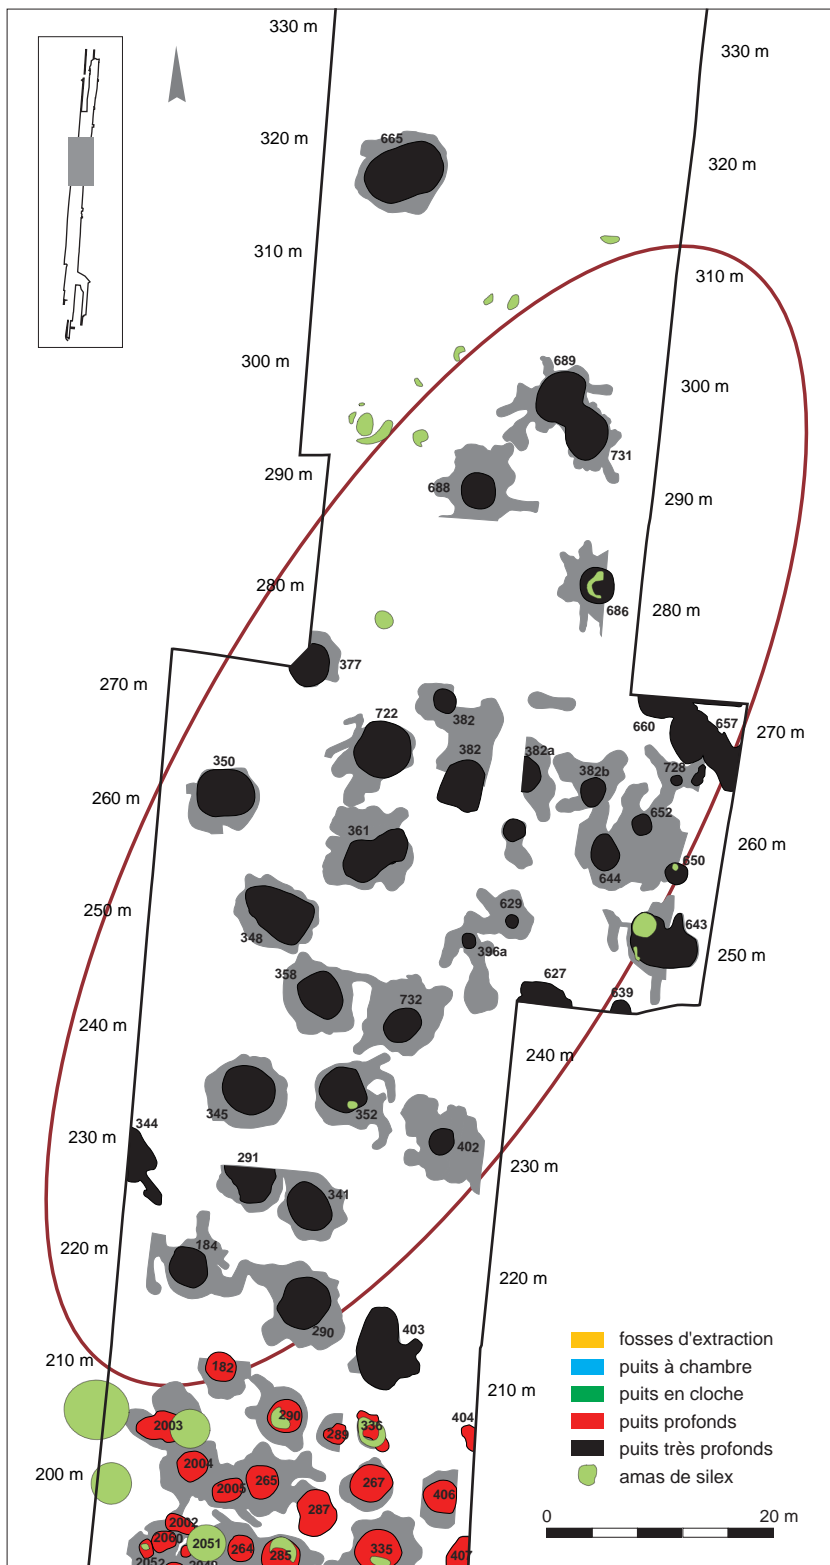 330 m
330 m
320 m
665
320 m
310 m
310 m
300 m
689
300 m
731
290 m
688
290 m
280 m
686
280 m
377
270 m
382
722
660
657
382
270 m
350
382a
382b
728
260 m
652
361
260 m
650
644
629
250 m
643
348
396a
250 m
358
627
732
639
240 m
240 m
345
352
344
230 m
402
291
230 m
341
184
220 m
220 m
290
403
fosses d'extraction
210 m
182
puits à chambre
210 m
puits en cloche
290
404
336
puits profonds
2003
289
puits très profonds
2004
200 m
265
267
amas de silex
2005
406
287
0
20 m
2002
2060
2051
264
285
335
407
2052
2049